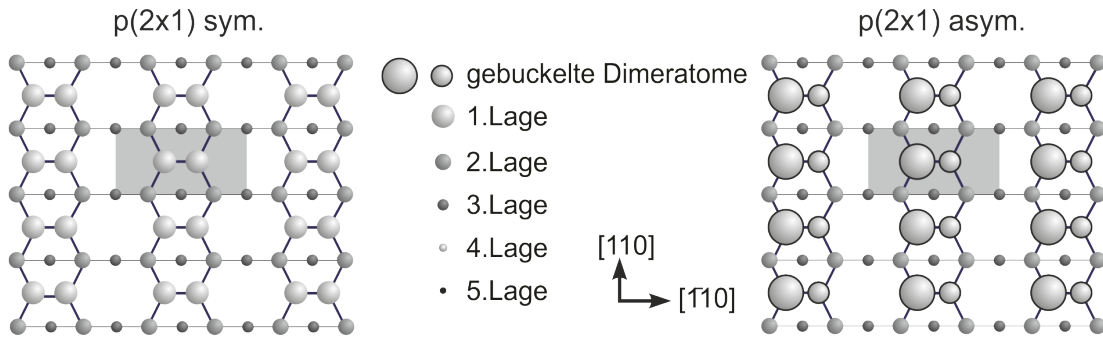 p(2x1) sym.
p(2x1) asym.
gebuckelte Dimeratome
1.Lage
2.Lage
3.Lage
4.Lage
5.Lage
[110]
[1̄10]